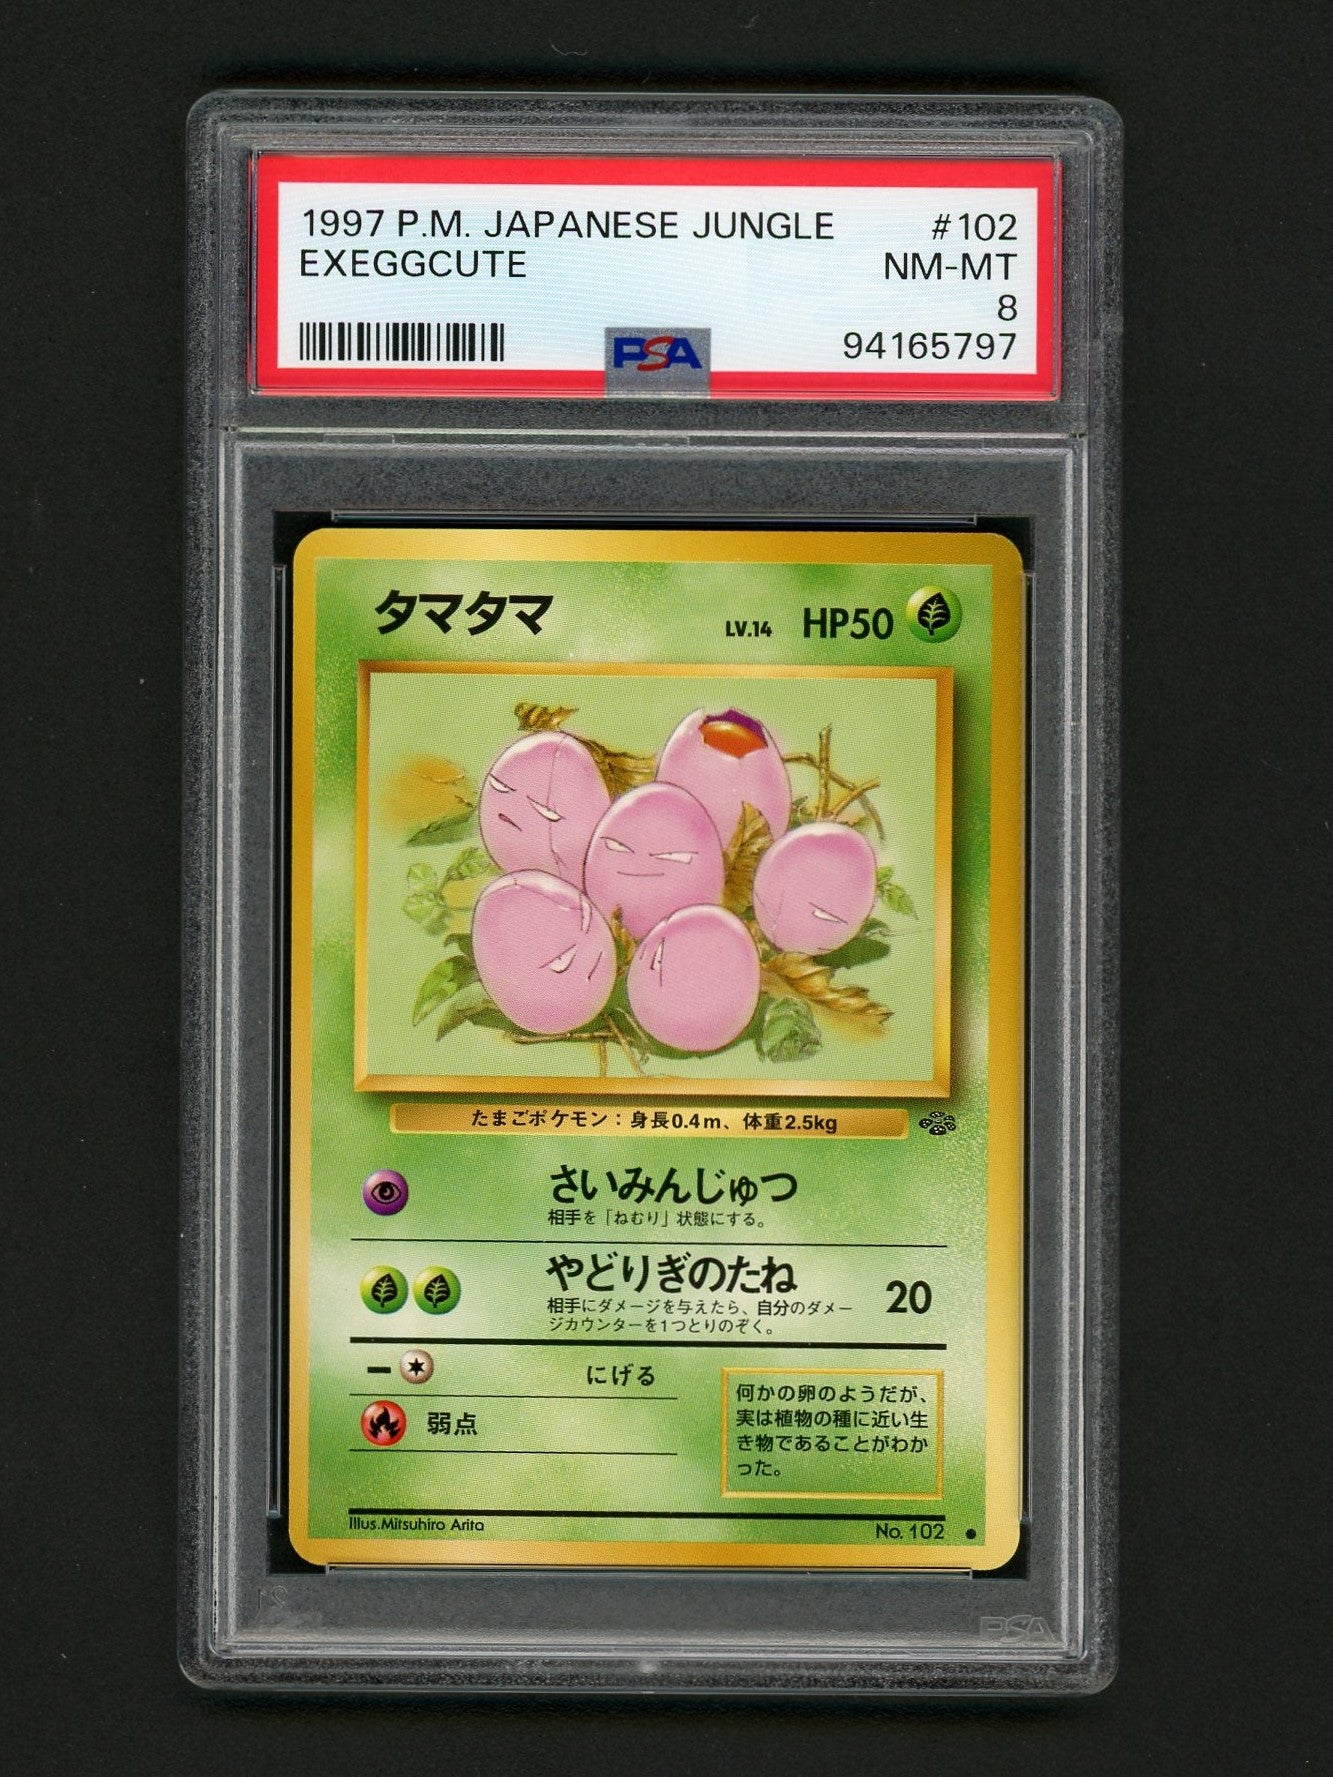 1997 P.M. JAPANESE JUNGLE #102
EXEGGCUTE NM-MT
8
PSA 94165797
タマタマ LV.14 HP50
たまごポケモン：身長0.4m、体重2.5kg
さいみんじゅつ
相手を「ねむり」状態にする。
やどりぎのたね 20
相手にダメージを与えたら、自分のダメー
ジカウンターを1つとりのぞく。
ー にげる
弱点
何かの卵のようだが、
実は植物の種に近い生
き物であることがわか
った。
Illus.Mitsuhiro Arita No. 102
PSA